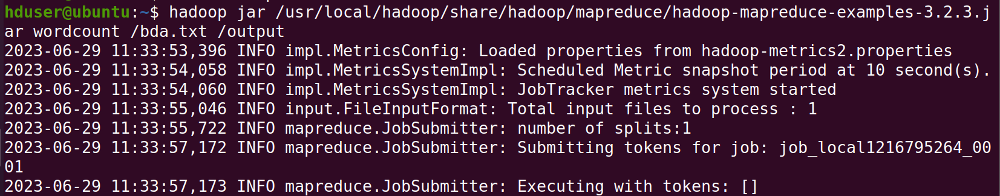 hduser@ubuntu:~$ hadoop jar /usr/local/hadoop/share/hadoop/mapreduce/hadoop-mapreduce-examples-3.2.3.j
ar wordcount /bda.txt /output
2023-06-29 11:33:53,396 INFO impl.MetricsConfig: Loaded properties from hadoop-metrics2.properties
2023-06-29 11:33:54,058 INFO impl.MetricsSystemImpl: Scheduled Metric snapshot period at 10 second(s).
2023-06-29 11:33:54,060 INFO impl.MetricsSystemImpl: JobTracker metrics system started
2023-06-29 11:33:55,046 INFO input.FileInputFormat: Total input files to process : 1
2023-06-29 11:33:55,722 INFO mapreduce.JobSubmitter: number of splits:1
2023-06-29 11:33:57,172 INFO mapreduce.JobSubmitter: Submitting tokens for job: job_local1216795264_00
01
2023-06-29 11:33:57,173 INFO mapreduce.JobSubmitter: Executing with tokens: []